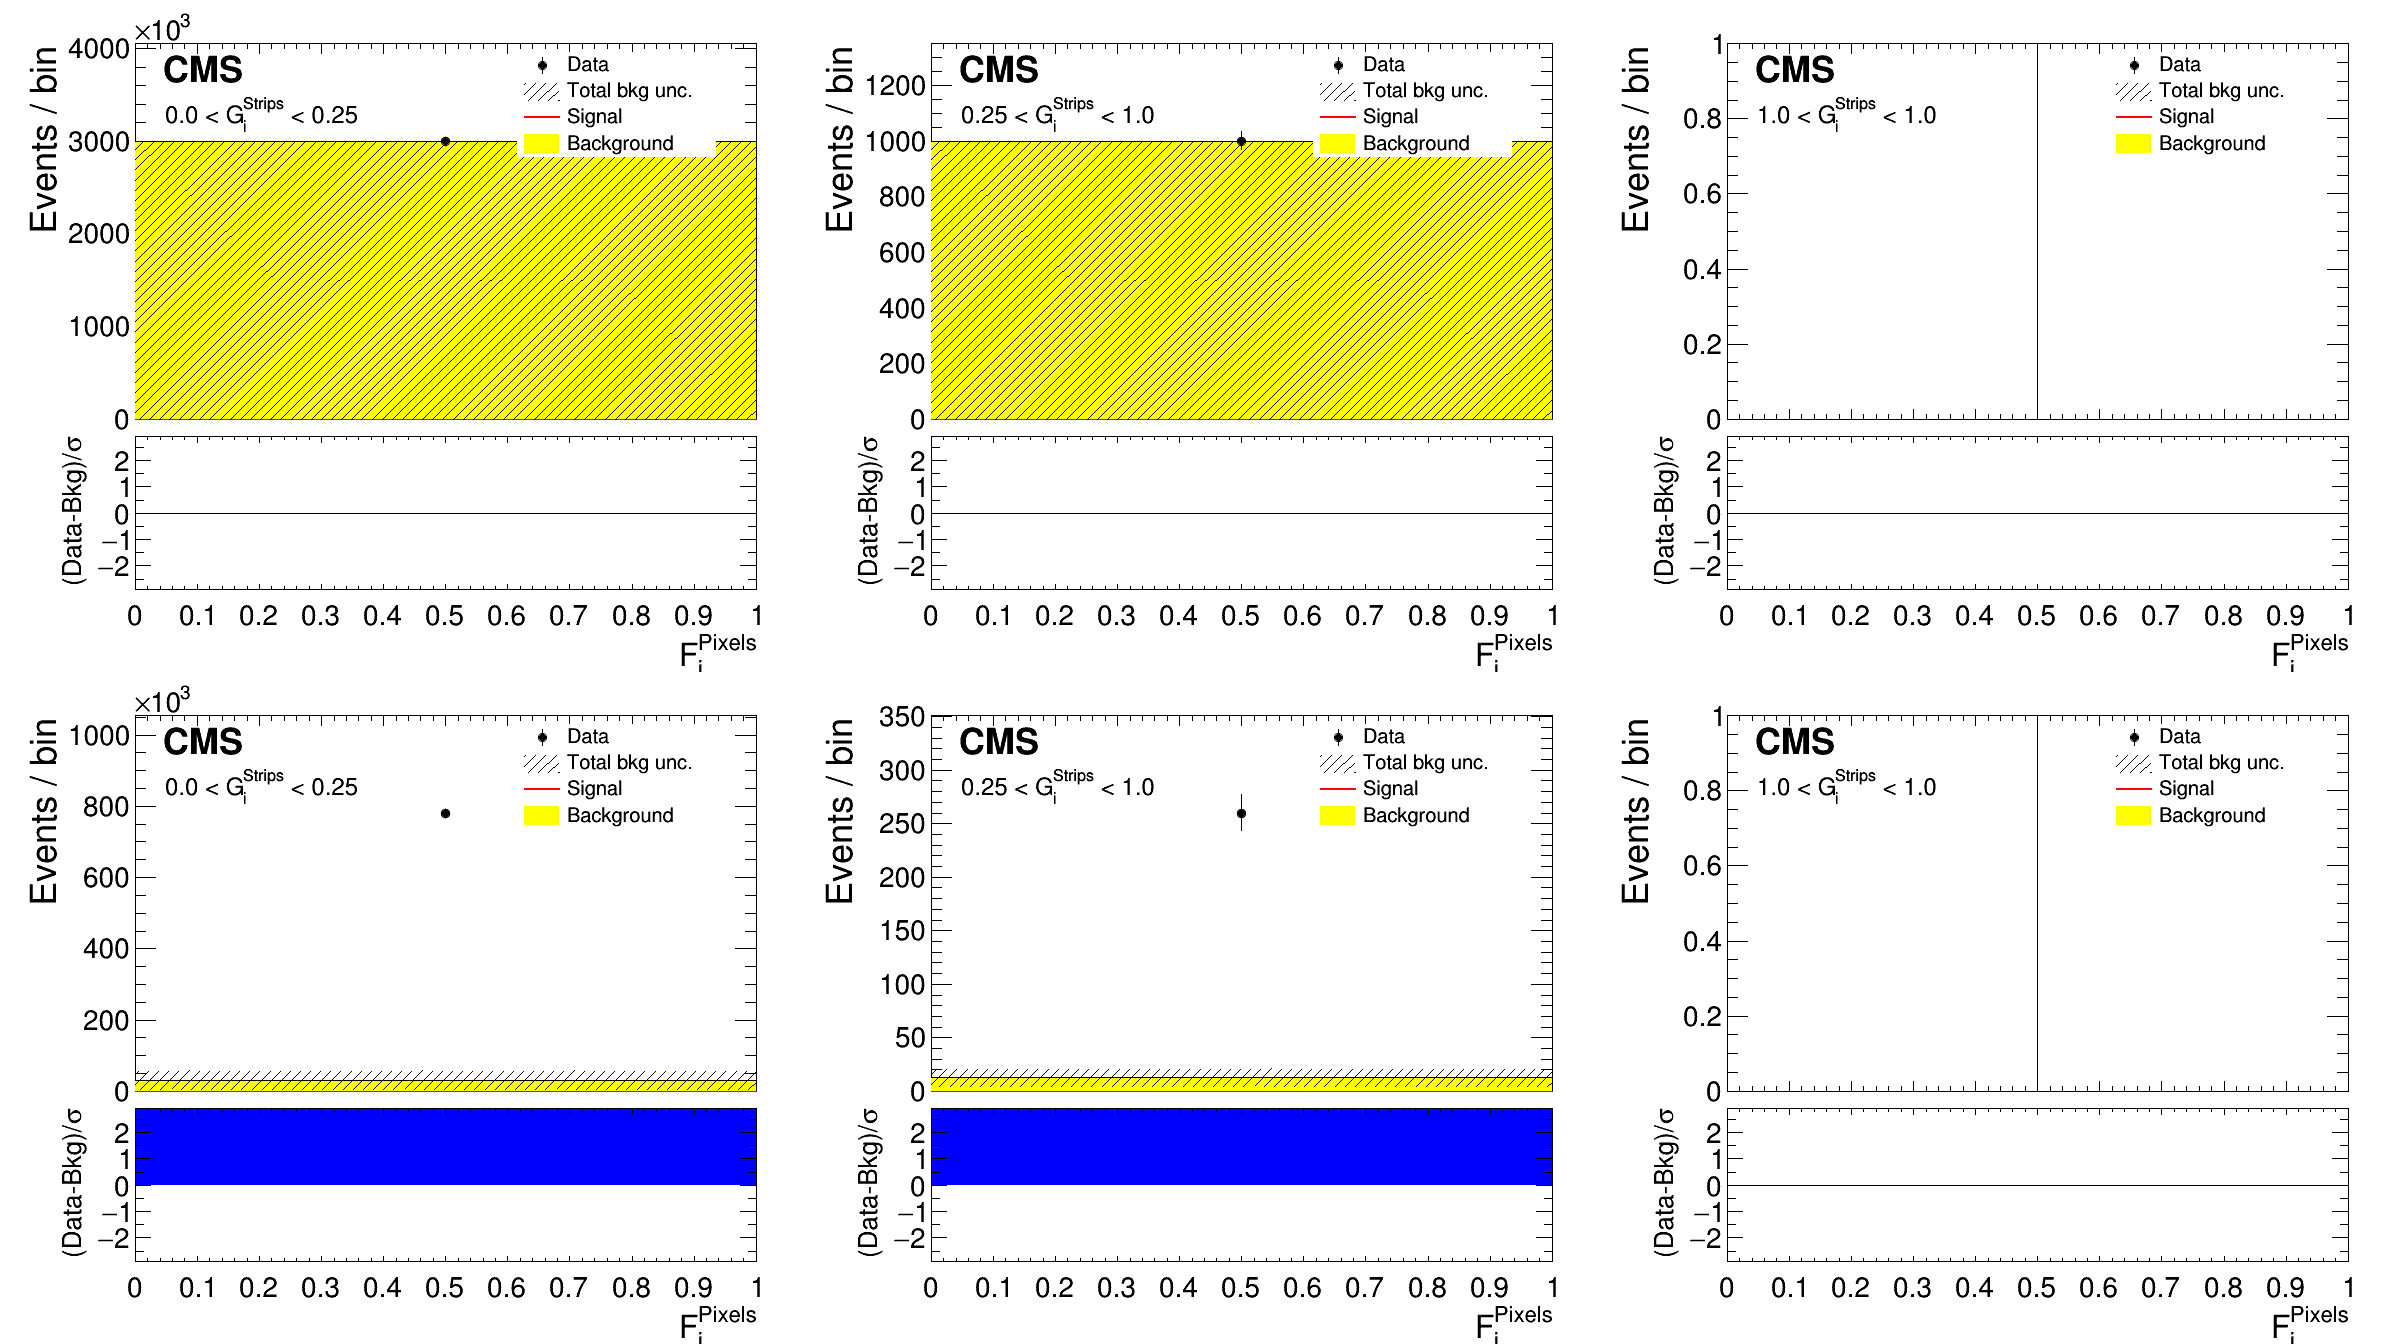 ×10³
4000
3000
2000
1000
0
Events / bin
CMS
0.0 < G_i^Strips < 0.25
Data
Total bkg unc.
Signal
Background
2
1
0
−1
−2
(Data-Bkg)/σ
0 0.1 0.2 0.3 0.4 0.5 0.6 0.7 0.8 0.9 1
F_i^Pixels
1200
1000
800
600
400
200
0
Events / bin
CMS
0.25 < G_i^Strips < 1.0
Data
Total bkg unc.
Signal
Background
2
1
0
−1
−2
(Data-Bkg)/σ
0 0.1 0.2 0.3 0.4 0.5 0.6 0.7 0.8 0.9 1
F_i^Pixels
1
0.8
0.6
0.4
0.2
0
Events / bin
CMS
1.0 < G_i^Strips < 1.0
Data
Total bkg unc.
Signal
Background
2
1
0
−1
−2
(Data-Bkg)/σ
0 0.1 0.2 0.3 0.4 0.5 0.6 0.7 0.8 0.9 1
F_i^Pixels
×10³
1000
800
600
400
200
0
Events / bin
CMS
0.0 < G_i^Strips < 0.25
Data
Total bkg unc.
Signal
Background
2
1
0
−1
−2
(Data-Bkg)/σ
0 0.1 0.2 0.3 0.4 0.5 0.6 0.7 0.8 0.9 1
F_i^Pixels
350
300
250
200
150
100
50
0
Events / bin
CMS
0.25 < G_i^Strips < 1.0
Data
Total bkg unc.
Signal
Background
2
1
0
−1
−2
(Data-Bkg)/σ
0 0.1 0.2 0.3 0.4 0.5 0.6 0.7 0.8 0.9 1
F_i^Pixels
1
0.8
0.6
0.4
0.2
0
Events / bin
CMS
1.0 < G_i^Strips < 1.0
Data
Total bkg unc.
Signal
Background
2
1
0
−1
−2
(Data-Bkg)/σ
0 0.1 0.2 0.3 0.4 0.5 0.6 0.7 0.8 0.9 1
F_i^Pixels